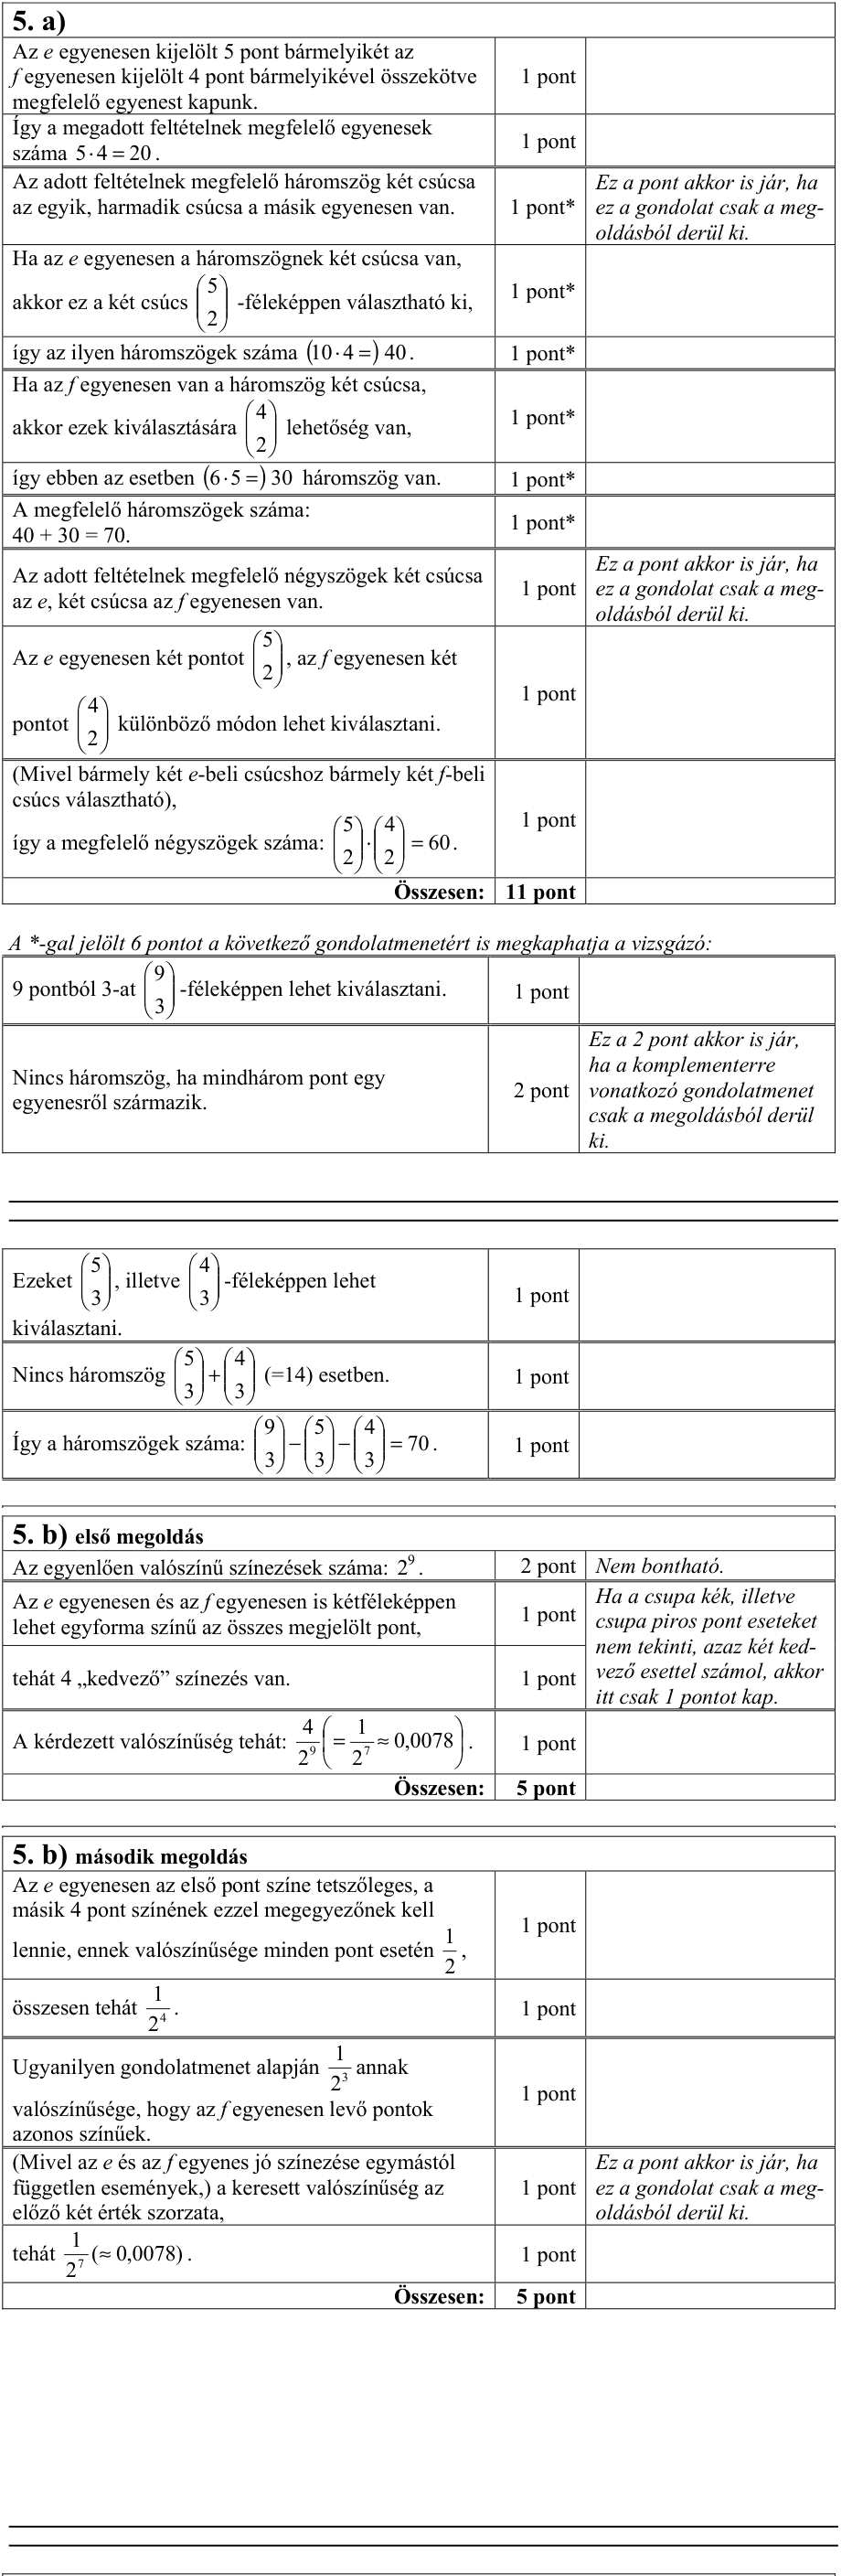 5. a)
Az e egyenesen kijelölt 5 pont bármelyikét az
f egyenesen kijelölt 4 pont bármelyikével összekötve
megfelelő egyenest kapunk.
1 pont
Így a megadott feltételnek megfelelő egyenesek
száma 5·4 = 20.
1 pont
Az adott feltételnek megfelelő háromszög két csúcsa
az egyik, harmadik csúcsa a másik egyenesen van.
1 pont*
Ez a pont akkor is jár, ha
ez a gondolat csak a meg-
oldásból derül ki.
Ha az e egyenesen a háromszögnek két csúcsa van,
akkor ez a két csúcs (5 2) -féleképpen választható ki,
1 pont*
így az ilyen háromszögek száma (10·4 =) 40.
1 pont*
Ha az f egyenesen van a háromszög két csúcsa,
akkor ezek kiválasztására (4 2) lehetőség van,
1 pont*
így ebben az esetben (6·5 =) 30 háromszög van.
1 pont*
A megfelelő háromszögek száma:
40 + 30 = 70.
1 pont*
Az adott feltételnek megfelelő négyszögek két csúcsa
az e, két csúcsa az f egyenesen van.
1 pont
Ez a pont akkor is jár, ha
ez a gondolat csak a meg-
oldásból derül ki.
Az e egyenesen két pontot (5 2), az f egyenesen két
pontot (4 2) különböző módon lehet kiválasztani.
1 pont
(Mivel bármely két e-beli csúcshoz bármely két f-beli
csúcs választható),
így a megfelelő négyszögek száma: (5 2)·(4 2) = 60.
1 pont
Összesen: 11 pont
A *-gal jelölt 6 pontot a következő gondolatmenetért is megkaphatja a vizsgázó:
9 pontból 3-at (9 3) -féleképpen lehet kiválasztani.
1 pont
Nincs háromszög, ha mindhárom pont egy
egyenesről származik.
2 pont
Ez a 2 pont akkor is jár,
ha a komplementerre
vonatkozó gondolatmenet
csak a megoldásból derül
ki.
Ezeket (5 3), illetve (4 3) -féleképpen lehet
kiválasztani.
1 pont
Nincs háromszög (5 3)+(4 3) (=14) esetben.
1 pont
Így a háromszögek száma: (9 3)−(5 3)−(4 3) = 70.
1 pont
5. b) első megoldás
Az egyenlően valószínű színezések száma: 2⁹.
2 pont
Nem bontható.
Az e egyenesen és az f egyenesen is kétféleképpen
lehet egyforma színű az összes megjelölt pont,
1 pont
Ha a csupa kék, illetve
csupa piros pont eseteket
nem tekinti, azaz két ked-
vező esettel számol, akkor
itt csak 1 pontot kap.
tehát 4 „kedvező” színezés van.
1 pont
A kérdezett valószínűség tehát: 4/2⁹ (= 1/2⁷ ≈ 0,0078).
1 pont
Összesen: 5 pont
5. b) második megoldás
Az e egyenesen az első pont színe tetszőleges, a
másik 4 pont színének ezzel megegyezőnek kell
lennie, ennek valószínűsége minden pont esetén 1/2,
1 pont
összesen tehát 1/2⁴.
1 pont
Ugyanilyen gondolatmenet alapján 1/2³ annak
valószínűsége, hogy az f egyenesen levő pontok
azonos színűek.
1 pont
(Mivel az e és az f egyenes jó színezése egymástól
független események,) a keresett valószínűség az
előző két érték szorzata,
1 pont
Ez a pont akkor is jár, ha
ez a gondolat csak a meg-
oldásból derül ki.
tehát 1/2⁷ (≈ 0,0078).
1 pont
Összesen: 5 pont